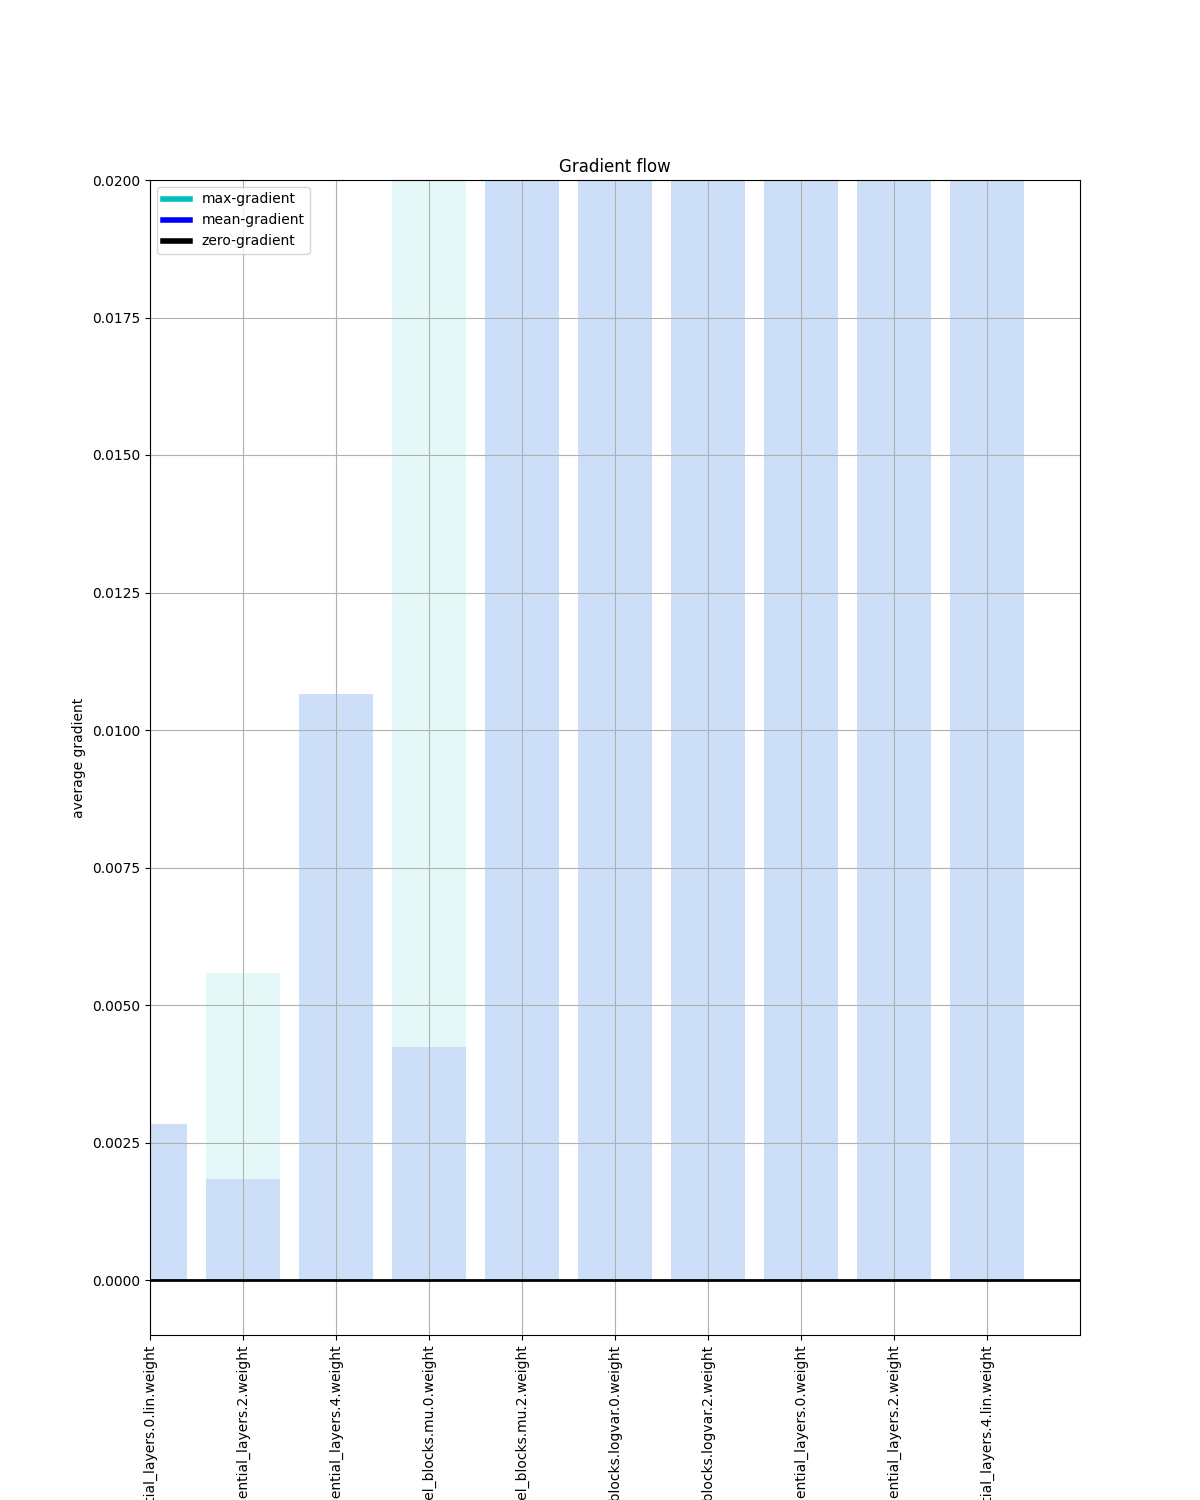 Gradient flow
max-gradient
mean-gradient
zero-gradient
0.0200
0.0175
0.0150
0.0125
0.0100
0.0075
0.0050
0.0025
0.0000
average gradient
tial_layers.0.lin.weight
ential_layers.2.weight
ential_layers.4.weight
el_blocks.mu.0.weight
el_blocks.mu.2.weight
blocks.logvar.0.weight
blocks.logvar.2.weight
ential_layers.0.weight
ential_layers.2.weight
tial_layers.4.lin.weight